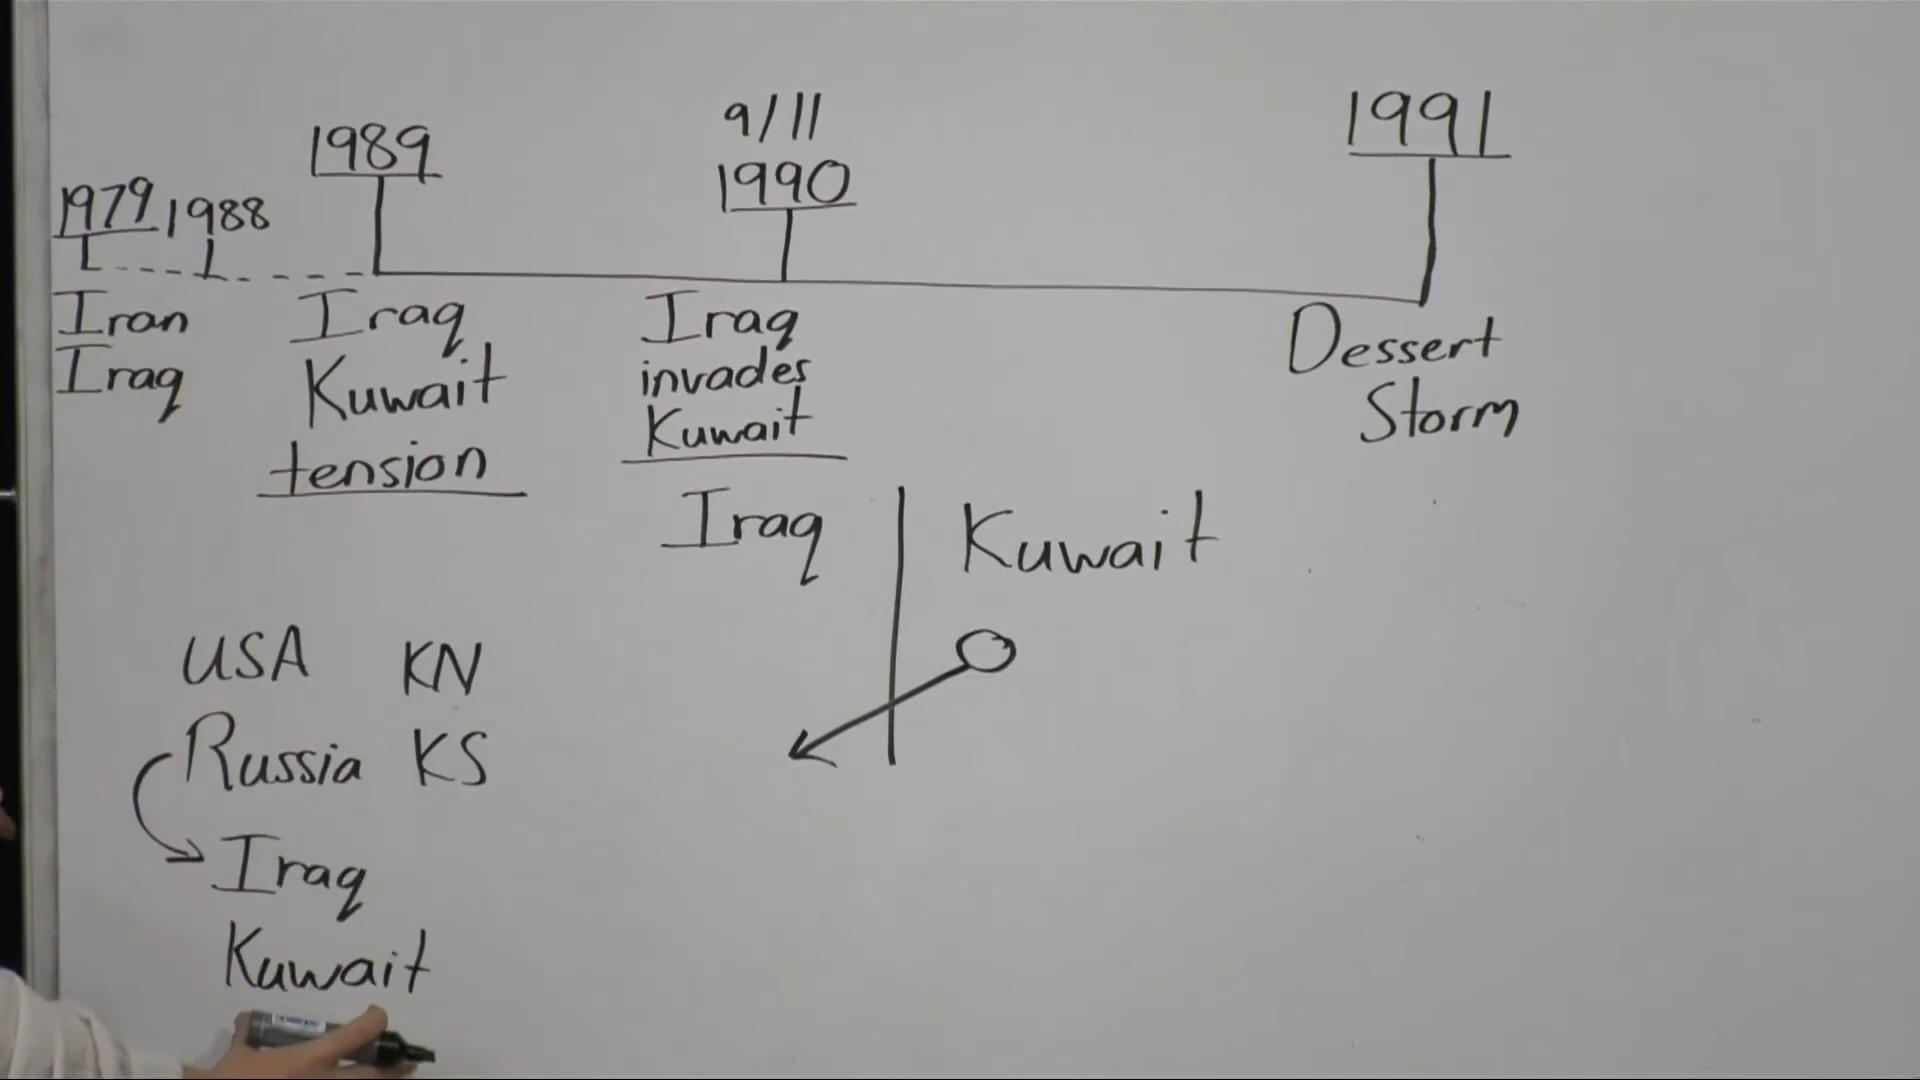 1979
1988
1989
9/11
1990
1991
Iran
Iraq
Iraq
Kuwait
tension
Iraq
invades
Kuwait
Dessert
Storm
Iraq
Kuwait
USA KN
Russia KS
Iraq
Kuwait